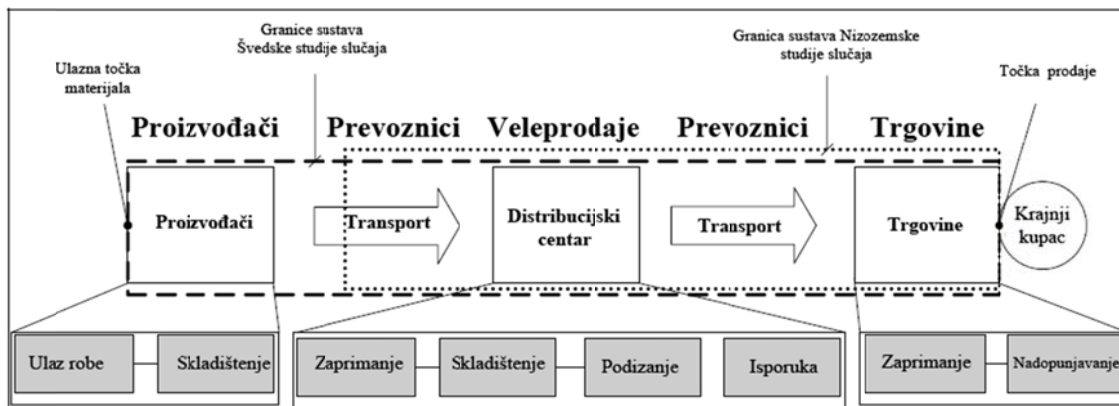 Granice sustava
Švedske studije slučaja
Granica sustava Nizozemske
studije slučaja
Ulazna točka
materijala
Točka prodaje
Proizvođači
Prevoznici
Veleprodaje
Prevoznici
Trgovine
Proizvođači
Transport
Distribucijski
centar
Transport
Trgovine
Krajnji
kupac
Ulaz robe
Skladištenje
Zaprimanje
Skladištenje
Podizanje
Isporuka
Zaprimanje
Nadopunjavanje